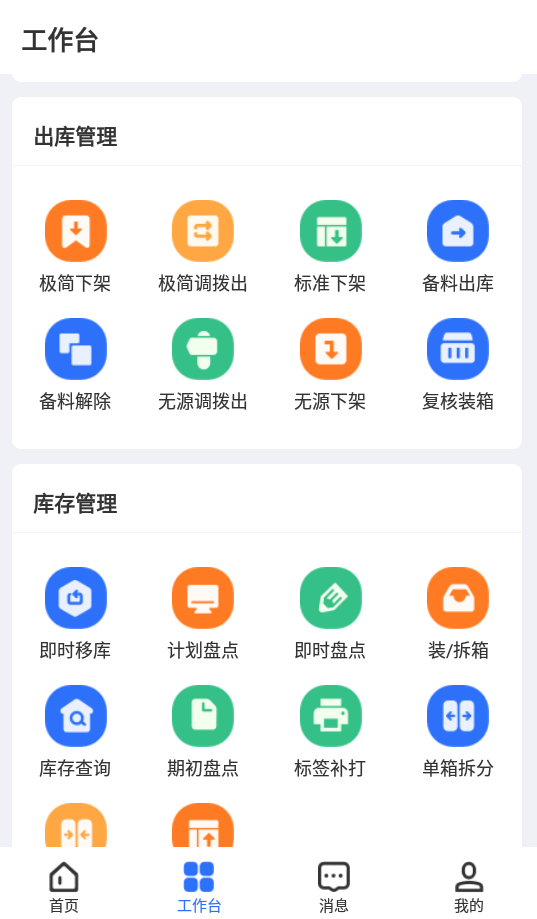 工作台
出库管理
极简下架 极简调拨出 标准下架 备料出库
备料解除 无源调拨出 无源下架 复核装箱
库存管理
即时移库 计划盘点 即时盘点 装/拆箱
库存查询 期初盘点 标签补打 单箱拆分
首页 工作台 消息 我的